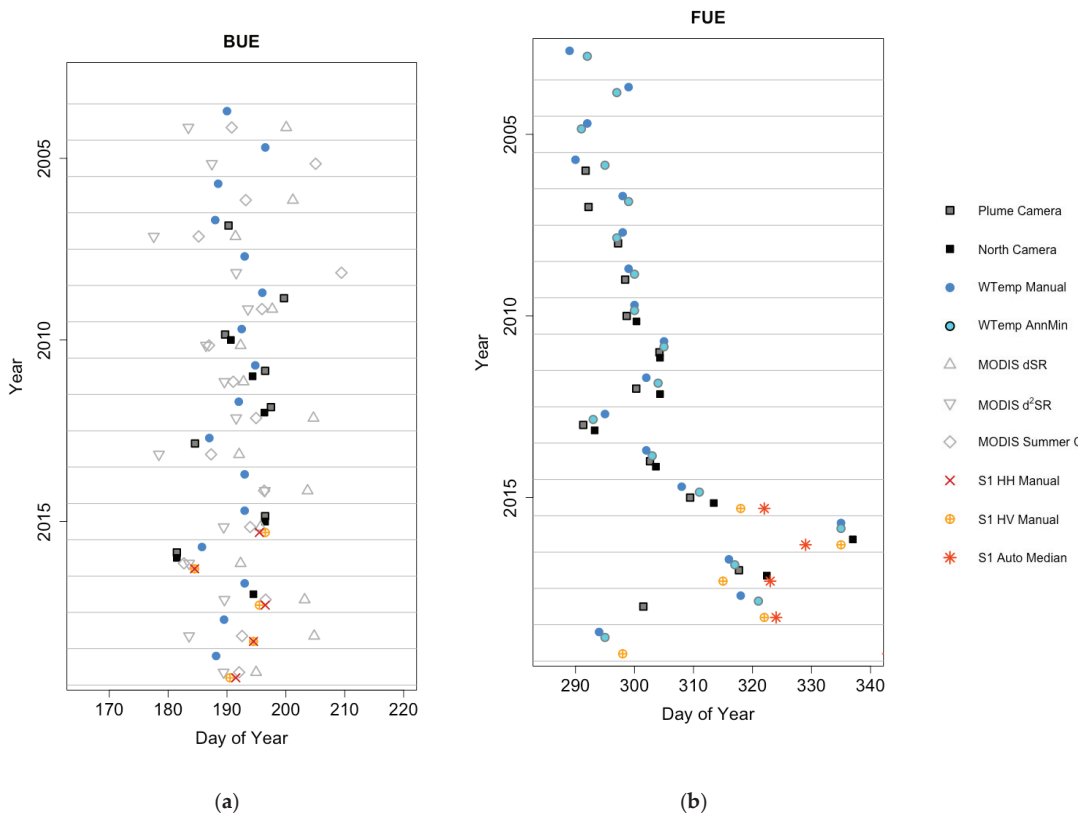 BUE
2005
2010
2015
Year
170 180 190 200 210 220
Day of Year
(a)
FUE
2005
2010
2015
Year
290 300 310 320 330 340
Day of Year
(b)
Plume Camera
North Camera
WTemp Manual
WTemp AnnMin
MODIS dSR
MODIS d²SR
MODIS Summer
S1 HH Manual
S1 HV Manual
S1 Auto Median